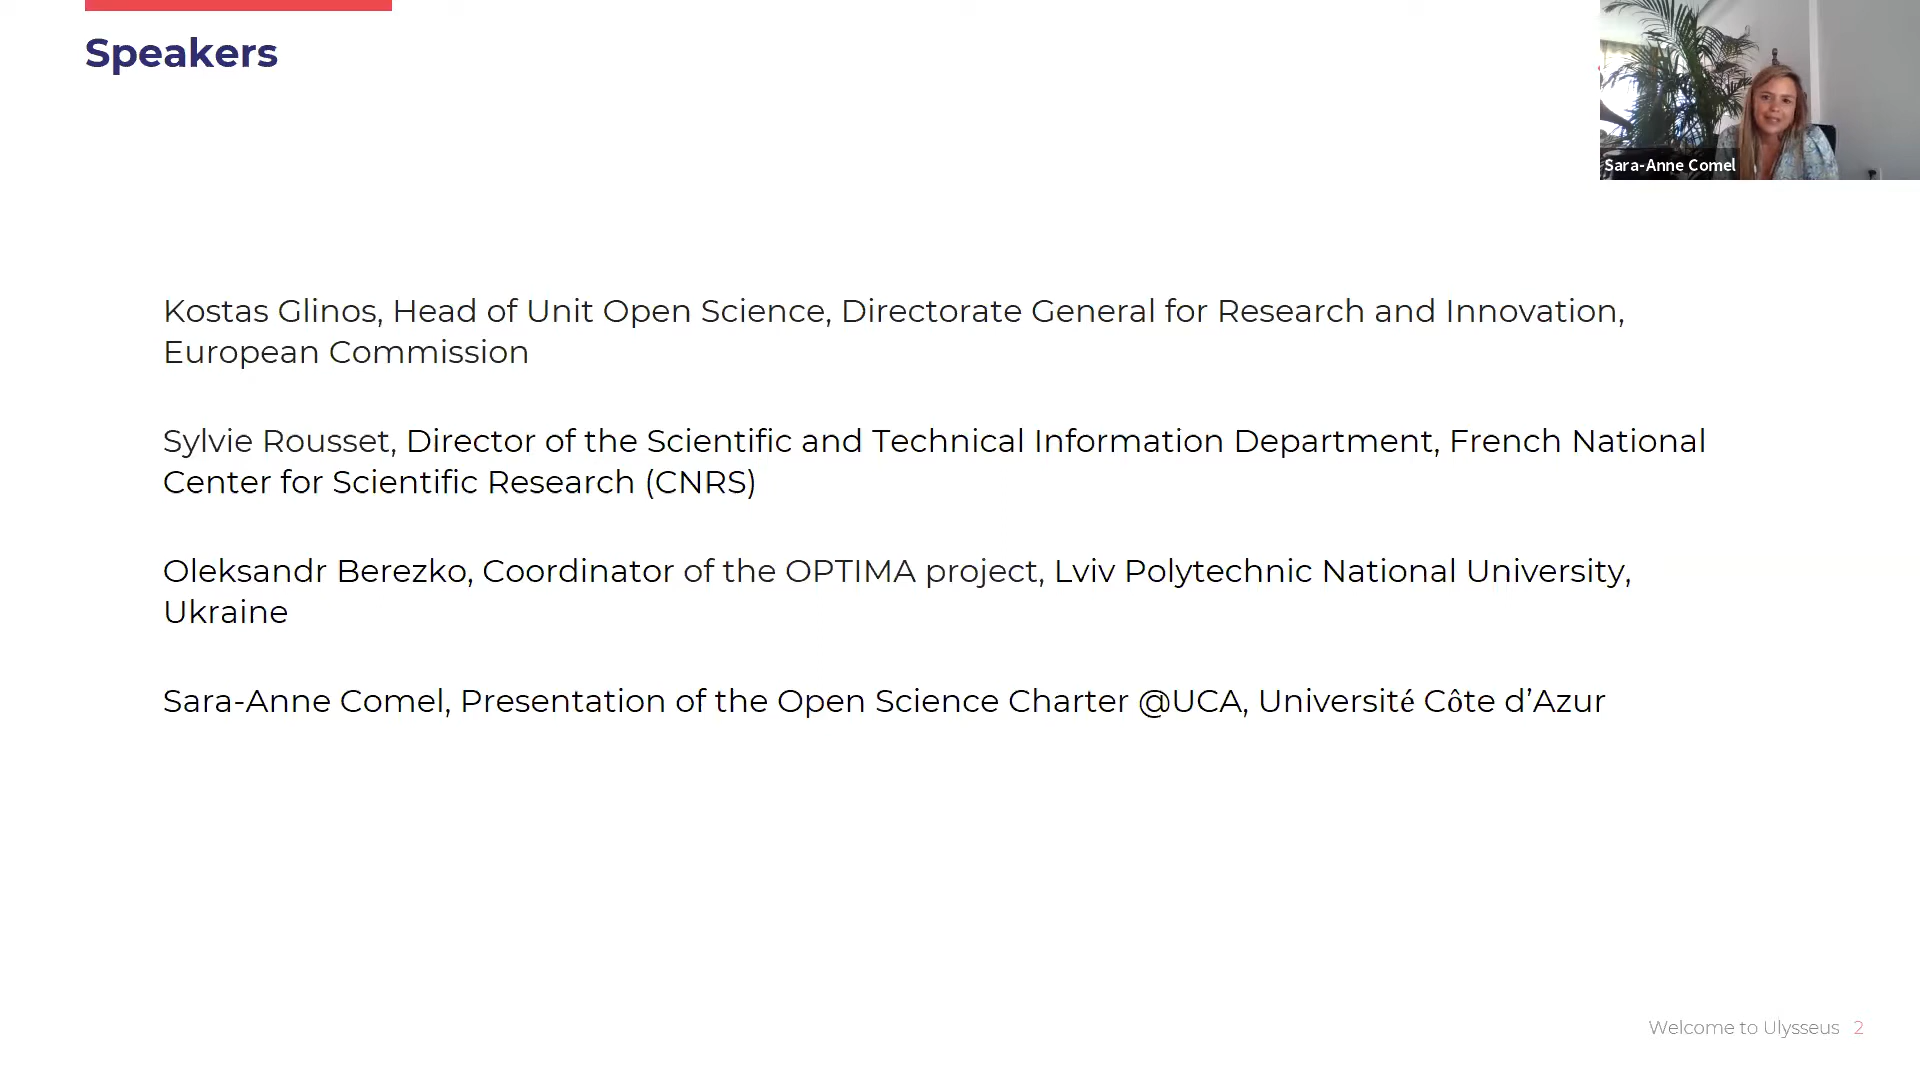 Speakers
Sara-Anne Comel
Kostas Glinos, Head of Unit Open Science, Directorate General for Research and Innovation,
European Commission
Sylvie Rousset, Director of the Scientific and Technical Information Department, French National
Center for Scientific Research (CNRS)
Oleksandr Berezko, Coordinator of the OPTIMA project, Lviv Polytechnic National University,
Ukraine
Sara-Anne Comel, Presentation of the Open Science Charter @UCA, Université Côte d’Azur
Welcome to Ulysseus 2